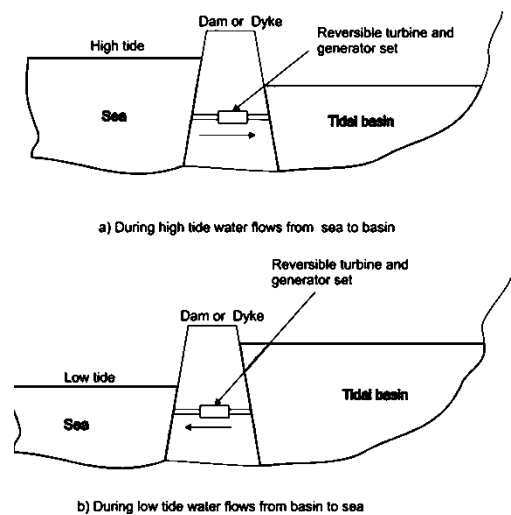 Dam or Dyke
Reversible turbine and
generator set
High tide
Sea
Tidal basin
a) During high tide water flows from sea to basin
Reversible turbine and
generator set
Dam or Dyke
Low tide
Tidal basin
Sea
b) During low tide water flows from basin to sea